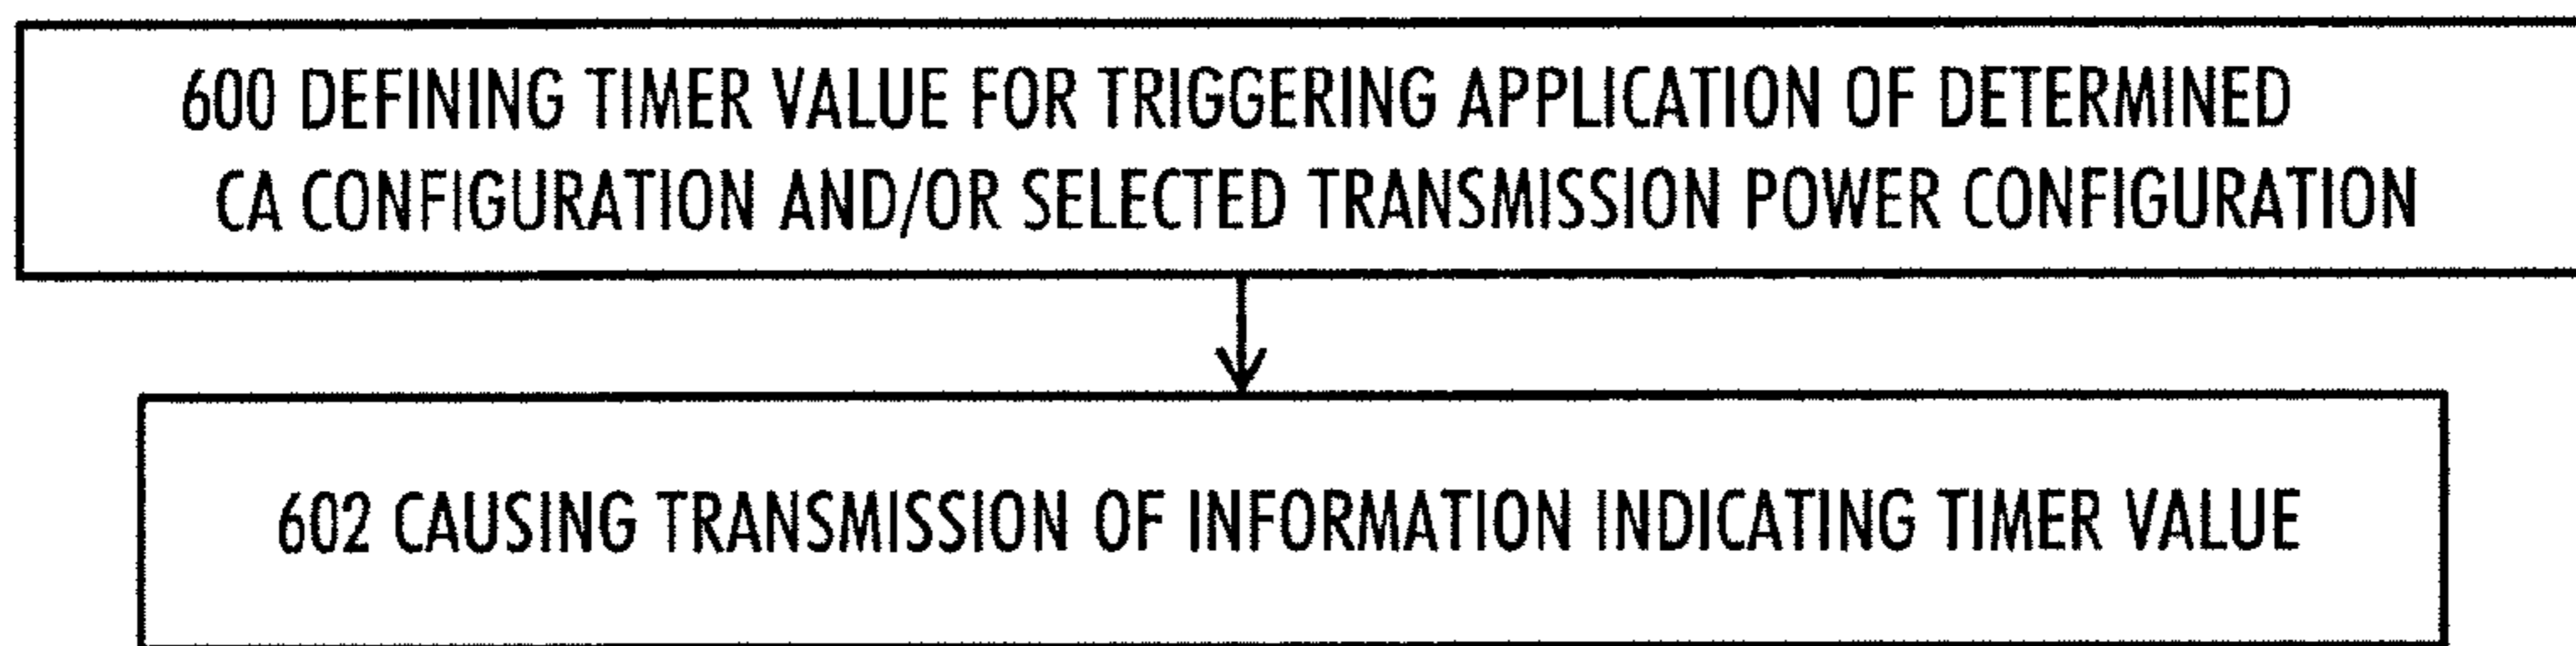 600 DEFINING TIMER VALUE FOR TRIGGERING APPLICATION OF DETERMINED
CA CONFIGURATION AND/OR SELECTED TRANSMISSION POWER CONFIGURATION
602 CAUSING TRANSMISSION OF INFORMATION INDICATING TIMER VALUE